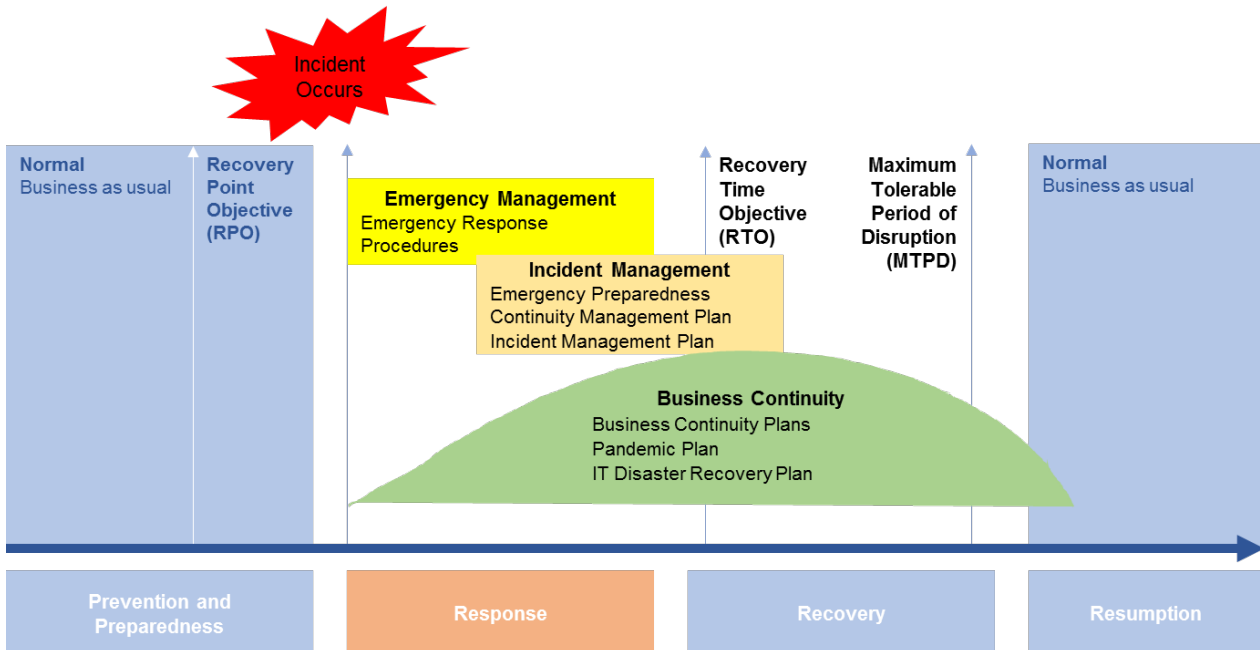 Incident
Occurs
Normal
Business as usual
Recovery
Point
Objective
(RPO)
Emergency Management
Emergency Response
Procedures
Incident Management
Emergency Preparedness
Continuity Management Plan
Incident Management Plan
Recovery
Time
Objective
(RTO)
Maximum
Tolerable
Period of
Disruption
(MTPD)
Normal
Business as usual
Business Continuity
Business Continuity Plans
Pandemic Plan
IT Disaster Recovery Plan
Prevention and
Preparedness
Response
Recovery
Resumption